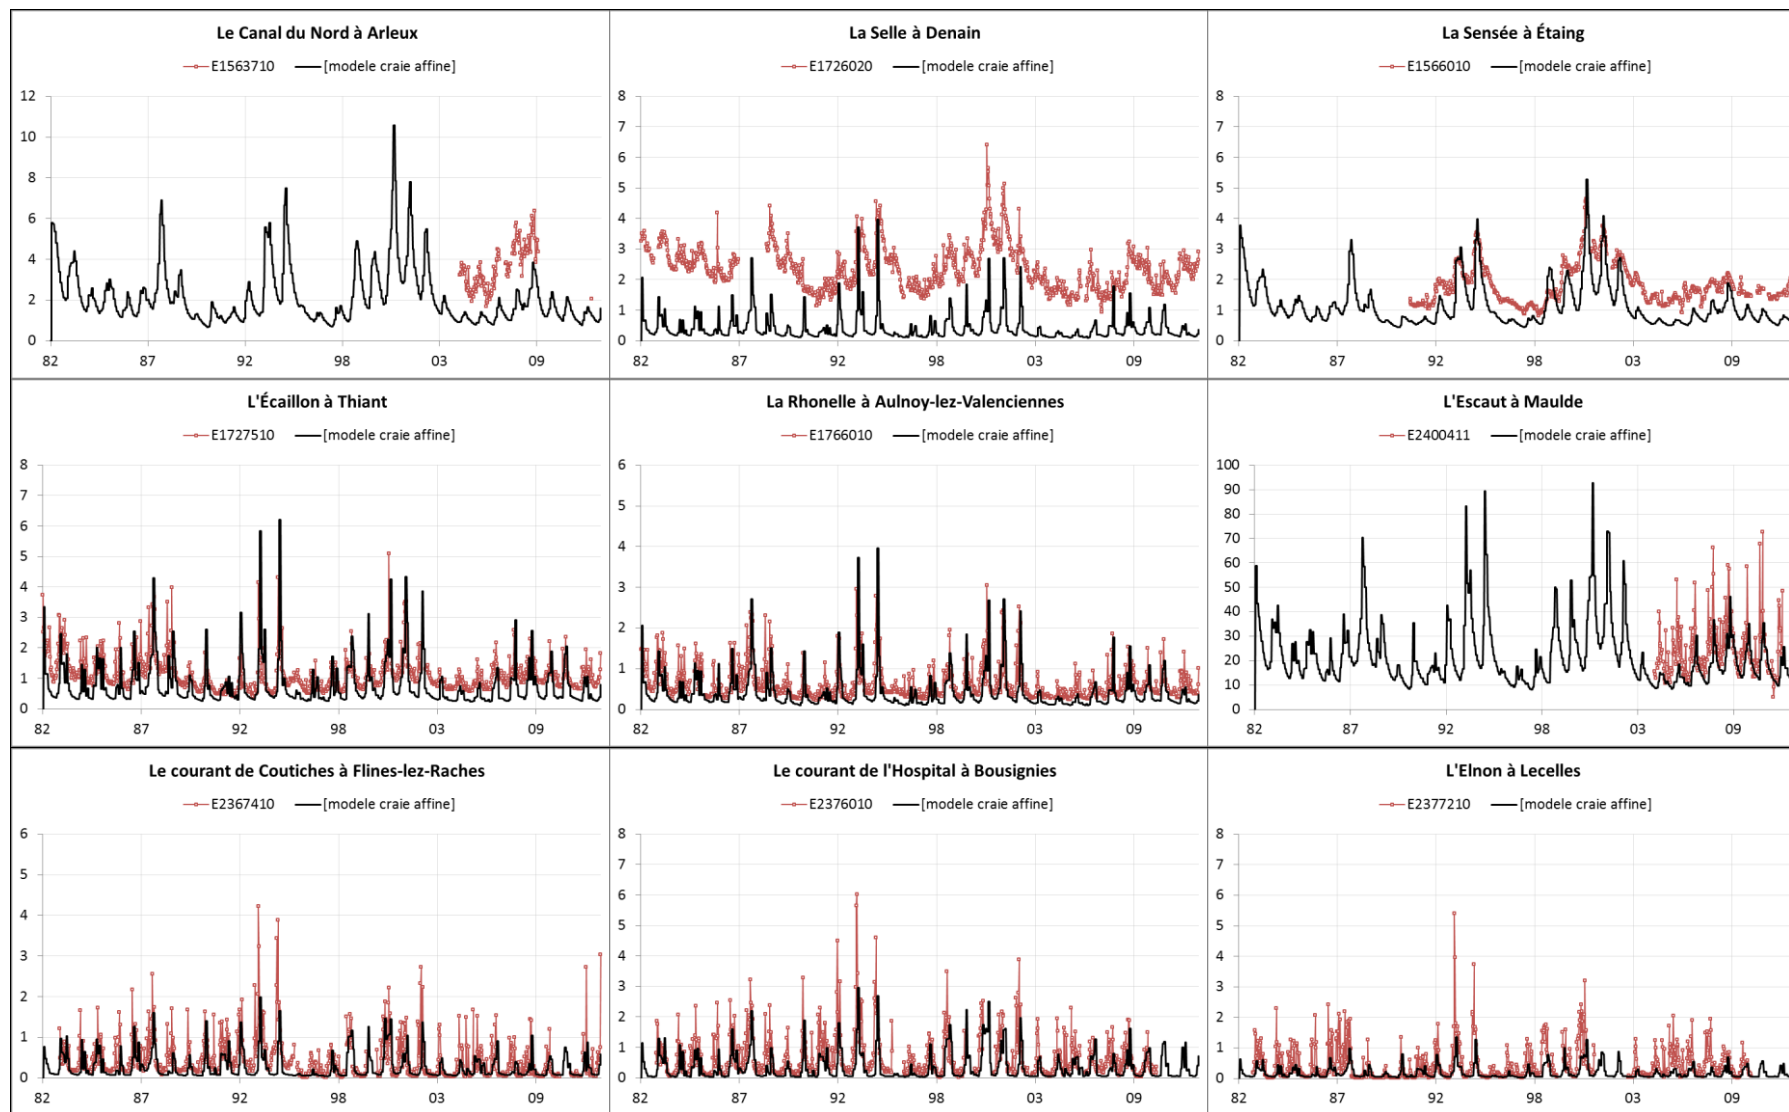 Le Canal du Nord à Arleux
E1563710 [modele craie affine]
12
10
8
6
4
2
0
82 87 92 98 03 09
La Selle à Denain
E1726020 [modele craie affine]
8
7
6
5
4
3
2
1
0
82 87 92 98 03 09
La Sensée à Étaing
E1566010 [modele craie affine]
8
7
6
5
4
3
2
1
0
82 87 92 98 03 09
L'Écaillon à Thiant
E1727510 [modele craie affine]
8
7
6
5
4
3
2
1
0
82 87 92 98 03 09
La Rhonelle à Aulnoy-lez-Valenciennes
E1766010 [modele craie affine]
6
5
4
3
2
1
0
82 87 92 98 03 09
L'Escaut à Maulde
E2400411 [modele craie affine]
100
90
80
70
60
50
40
30
20
10
0
82 87 92 98 03 09
Le courant de Coutiches à Flines-lez-Raches
E2367410 [modele craie affine]
6
5
4
3
2
1
0
82 87 92 98 03 09
Le courant de l'Hospital à Bousignies
E2376010 [modele craie affine]
8
7
6
5
4
3
2
1
0
82 87 92 98 03 09
L'Elnon à Lecelles
E2377210 [modele craie affine]
8
7
6
5
4
3
2
1
0
82 87 92 98 03 09